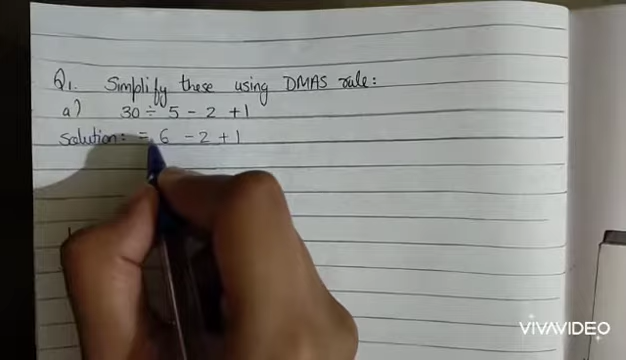 Q1. Simplify these using DMAS rule:
a) 30 ÷ 5 - 2 + 1
Solution: = 6 - 2 + 1
VIVAVIDEO